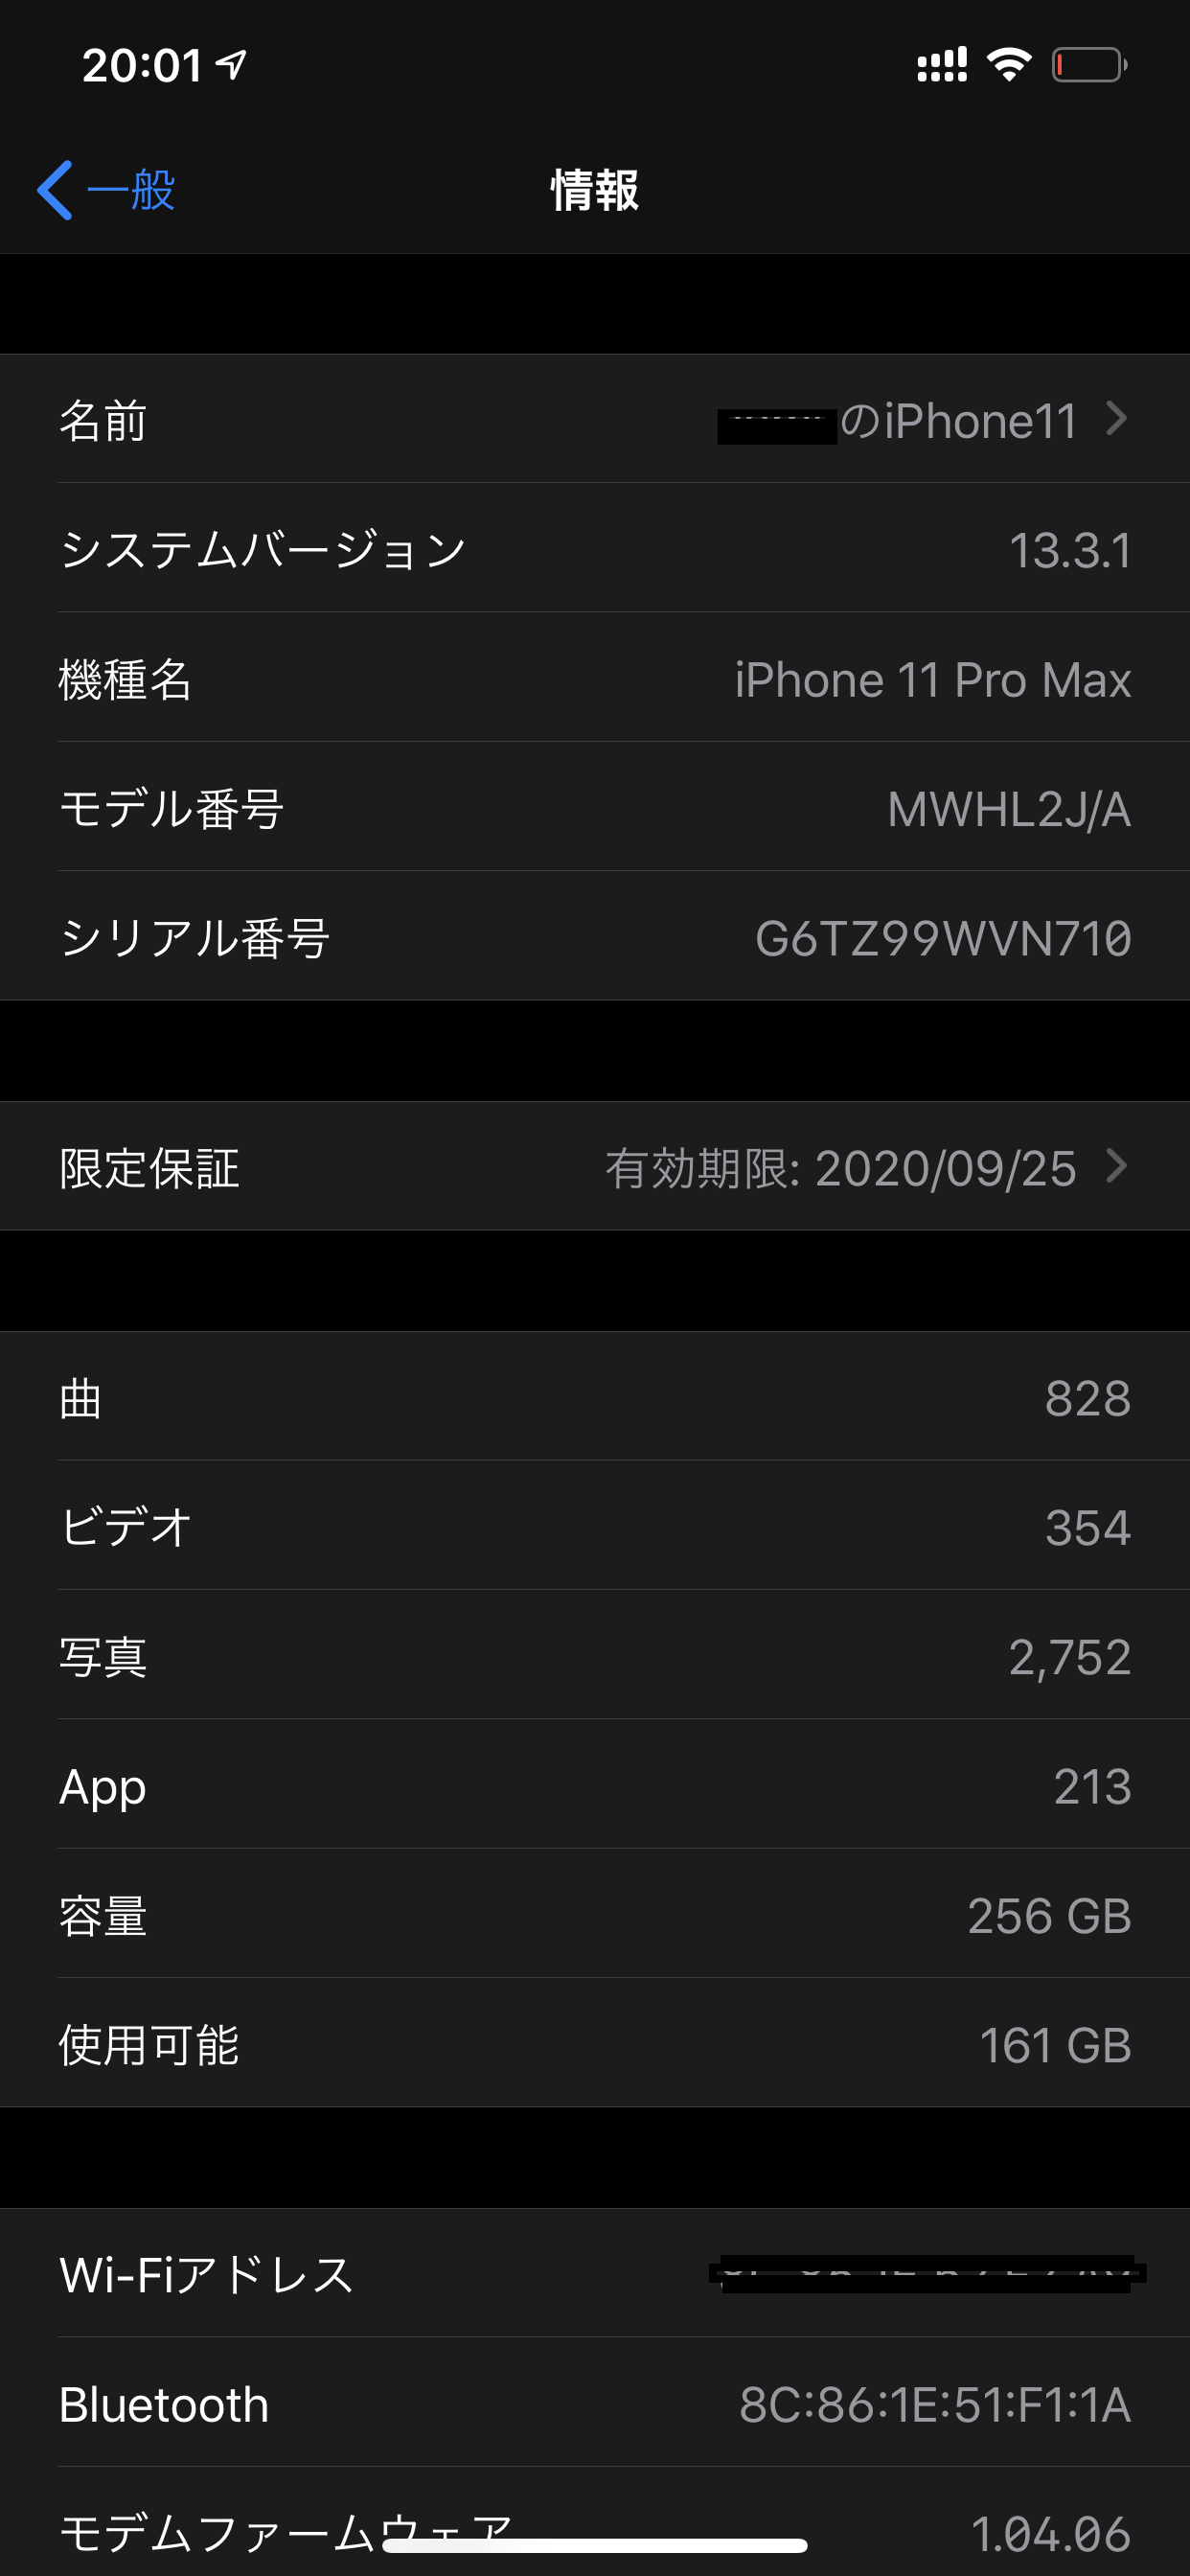 20:01
一般
情報
名前 のiPhone11
システムバージョン 13.3.1
機種名 iPhone 11 Pro Max
モデル番号 MWHL2J/A
シリアル番号 G6TZ99WVN710
限定保証 有効期限: 2020/09/25
曲 828
ビデオ 354
写真 2,752
App 213
容量 256 GB
使用可能 161 GB
Wi-Fiアドレス
Bluetooth 8C:86:1E:51:F1:1A
モデムファームウェア 1.04.06